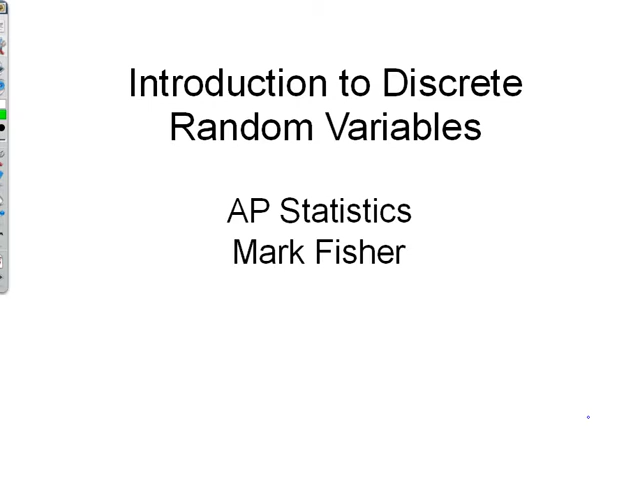 Introduction to Discrete
Random Variables
AP Statistics
Mark Fisher